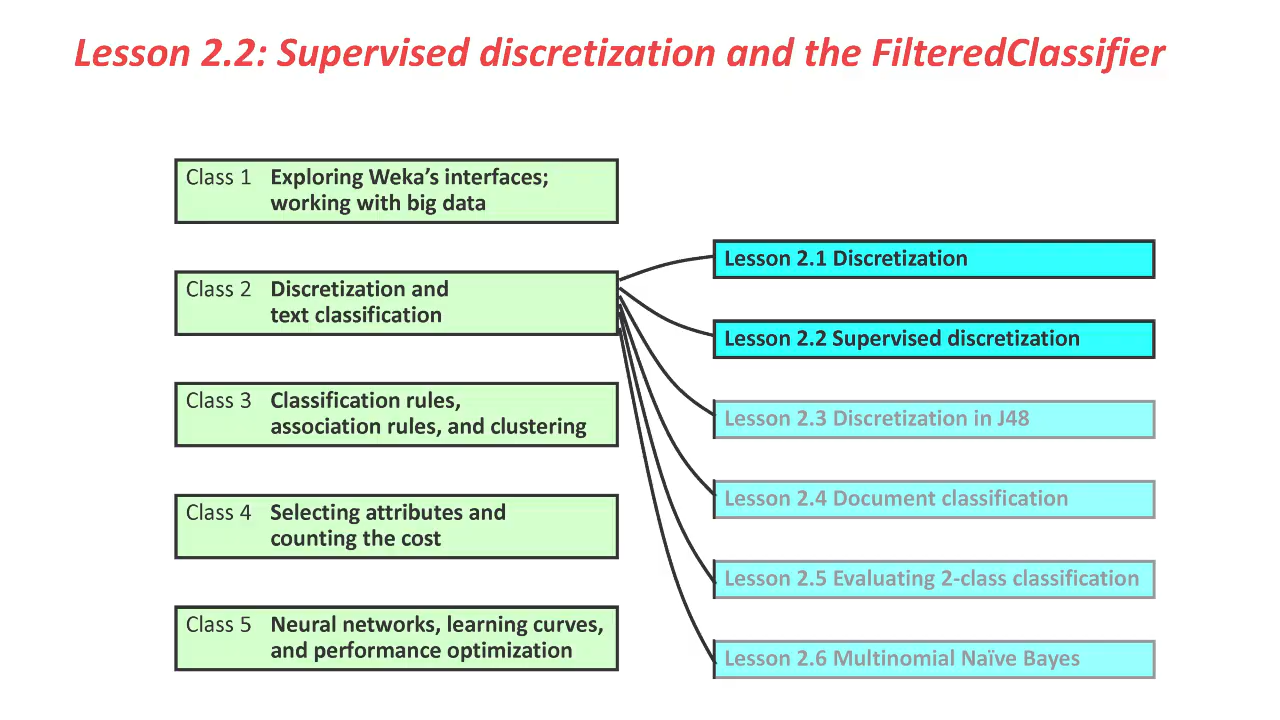 Lesson 2.2: Supervised discretization and the FilteredClassifier
Class 1 Exploring Weka’s interfaces;
working with big data
Class 2 Discretization and
text classification
Class 3 Classification rules,
association rules, and clustering
Class 4 Selecting attributes and
counting the cost
Class 5 Neural networks, learning curves,
and performance optimization
Lesson 2.1 Discretization
Lesson 2.2 Supervised discretization
Lesson 2.3 Discretization in J48
Lesson 2.4 Document classification
Lesson 2.5 Evaluating 2-class classification
Lesson 2.6 Multinomial Naïve Bayes